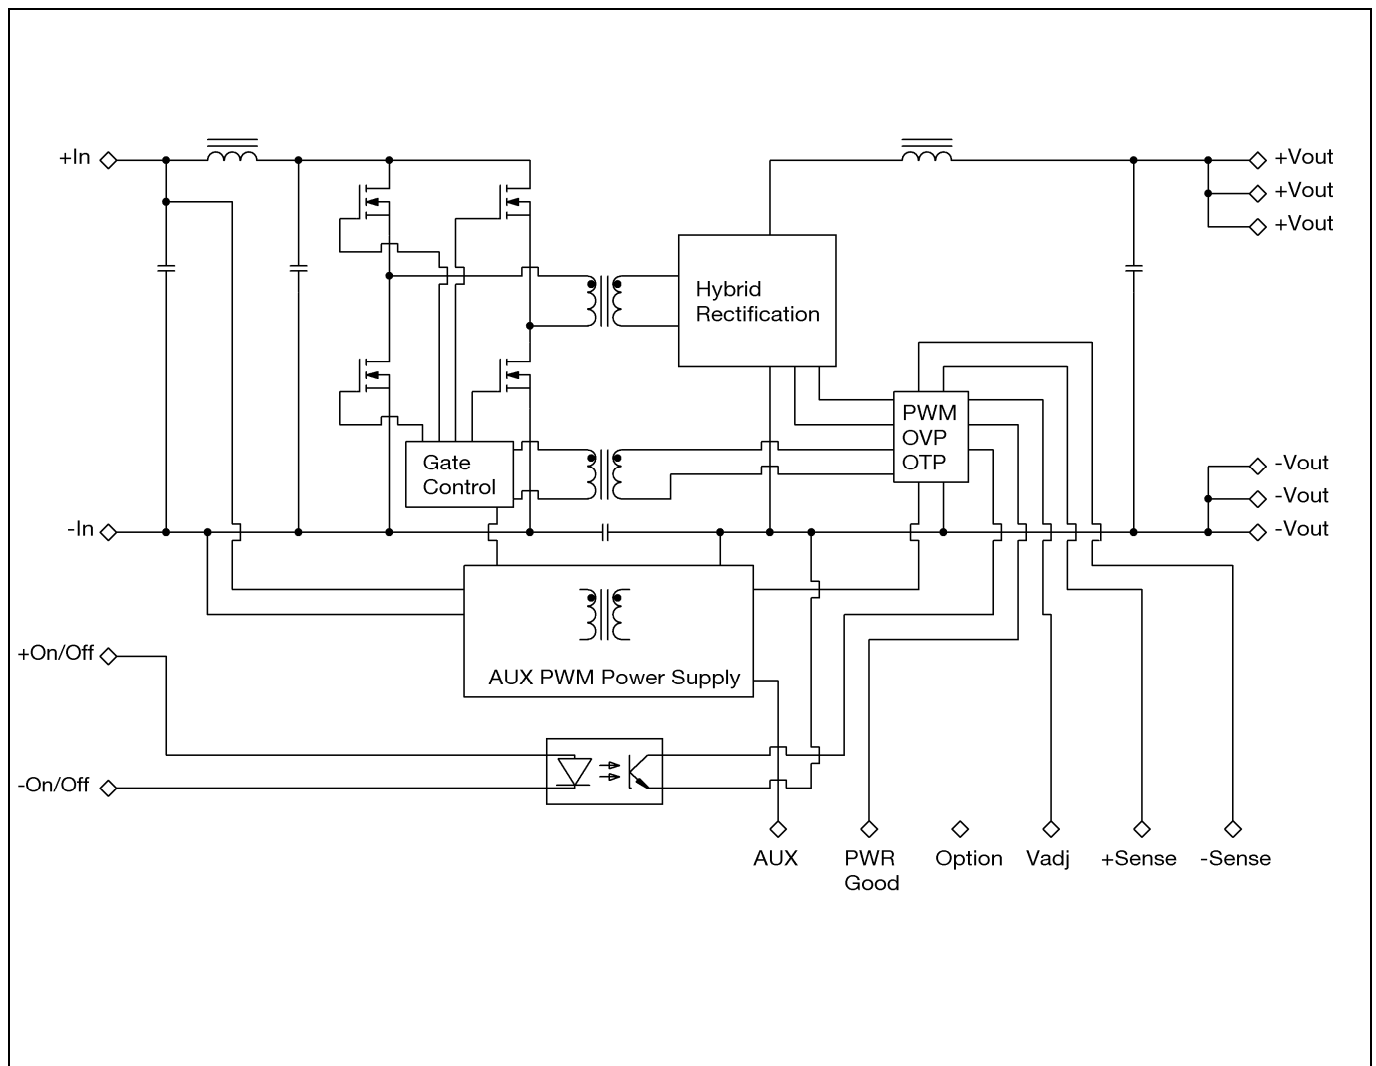 +In
+Vout
+Vout
+Vout
Hybrid
Rectification
PWM
OVP
OTP
Gate
Control
-Vout
-Vout
-Vout
-In
+On/Off
AUX PWM Power Supply
-On/Off
AUX
PWR
Good
Option
Vadj
+Sense
-Sense